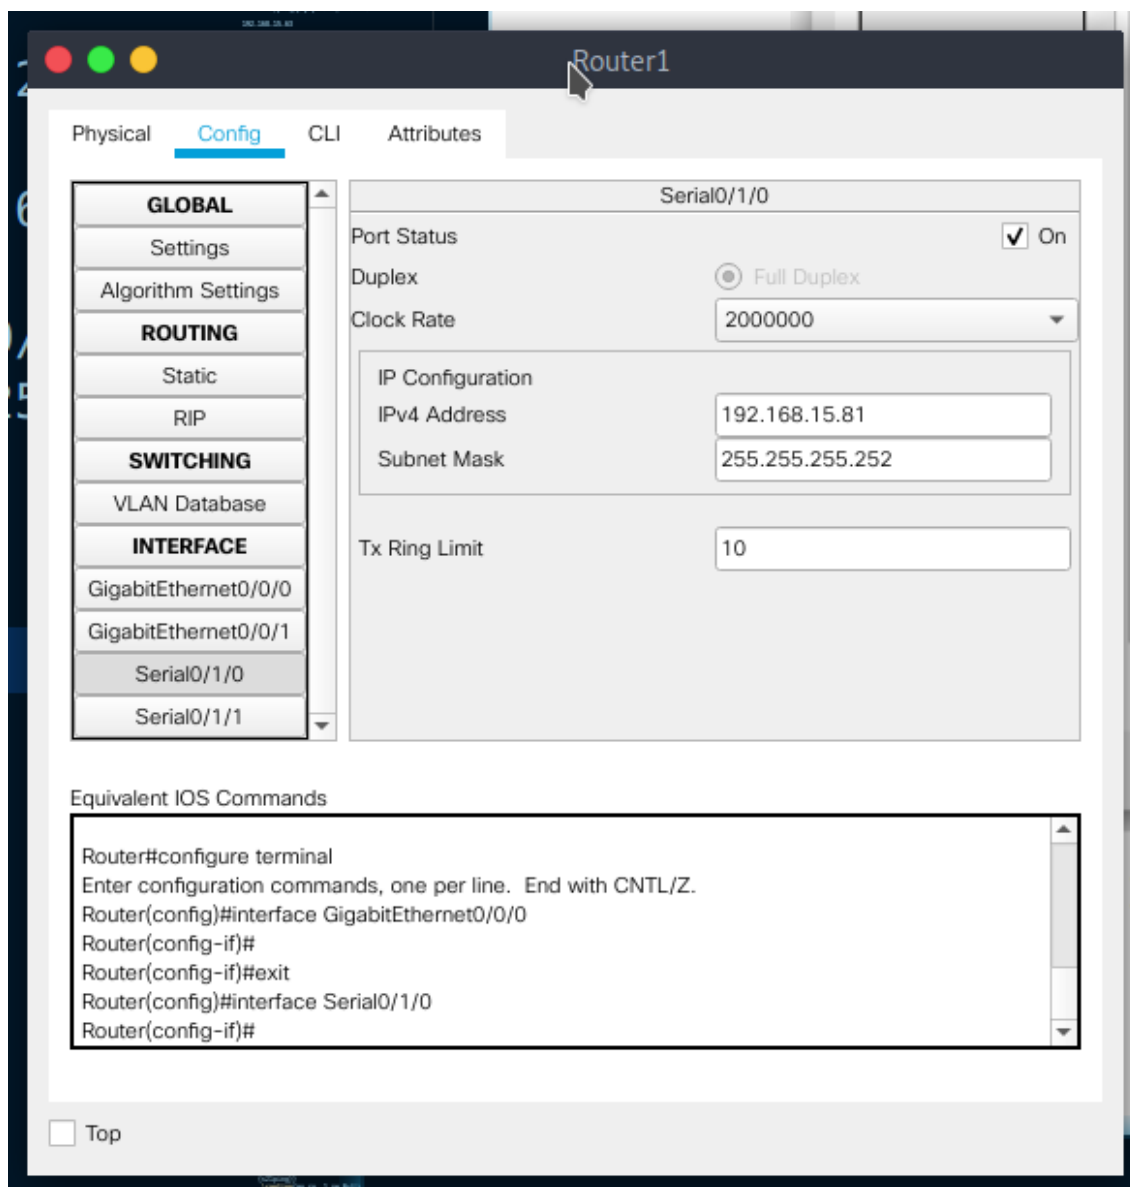 192.168.15.63
Router1
Physical Config CLI Attributes
GLOBAL
Settings
Algorithm Settings
ROUTING
Static
RIP
SWITCHING
VLAN Database
INTERFACE
GigabitEthernet0/0/0
GigabitEthernet0/0/1
Serial0/1/0
Serial0/1/1
Serial0/1/0
Port Status On
Duplex Full Duplex
Clock Rate 2000000
IP Configuration
IPv4 Address 192.168.15.81
Subnet Mask 255.255.255.252
Tx Ring Limit 10
Equivalent IOS Commands
Router#configure terminal
Enter configuration commands, one per line. End with CNTL/Z.
Router(config)#interface GigabitEthernet0/0/0
Router(config-if)#
Router(config-if)#exit
Router(config)#interface Serial0/1/0
Router(config-if)#
Top